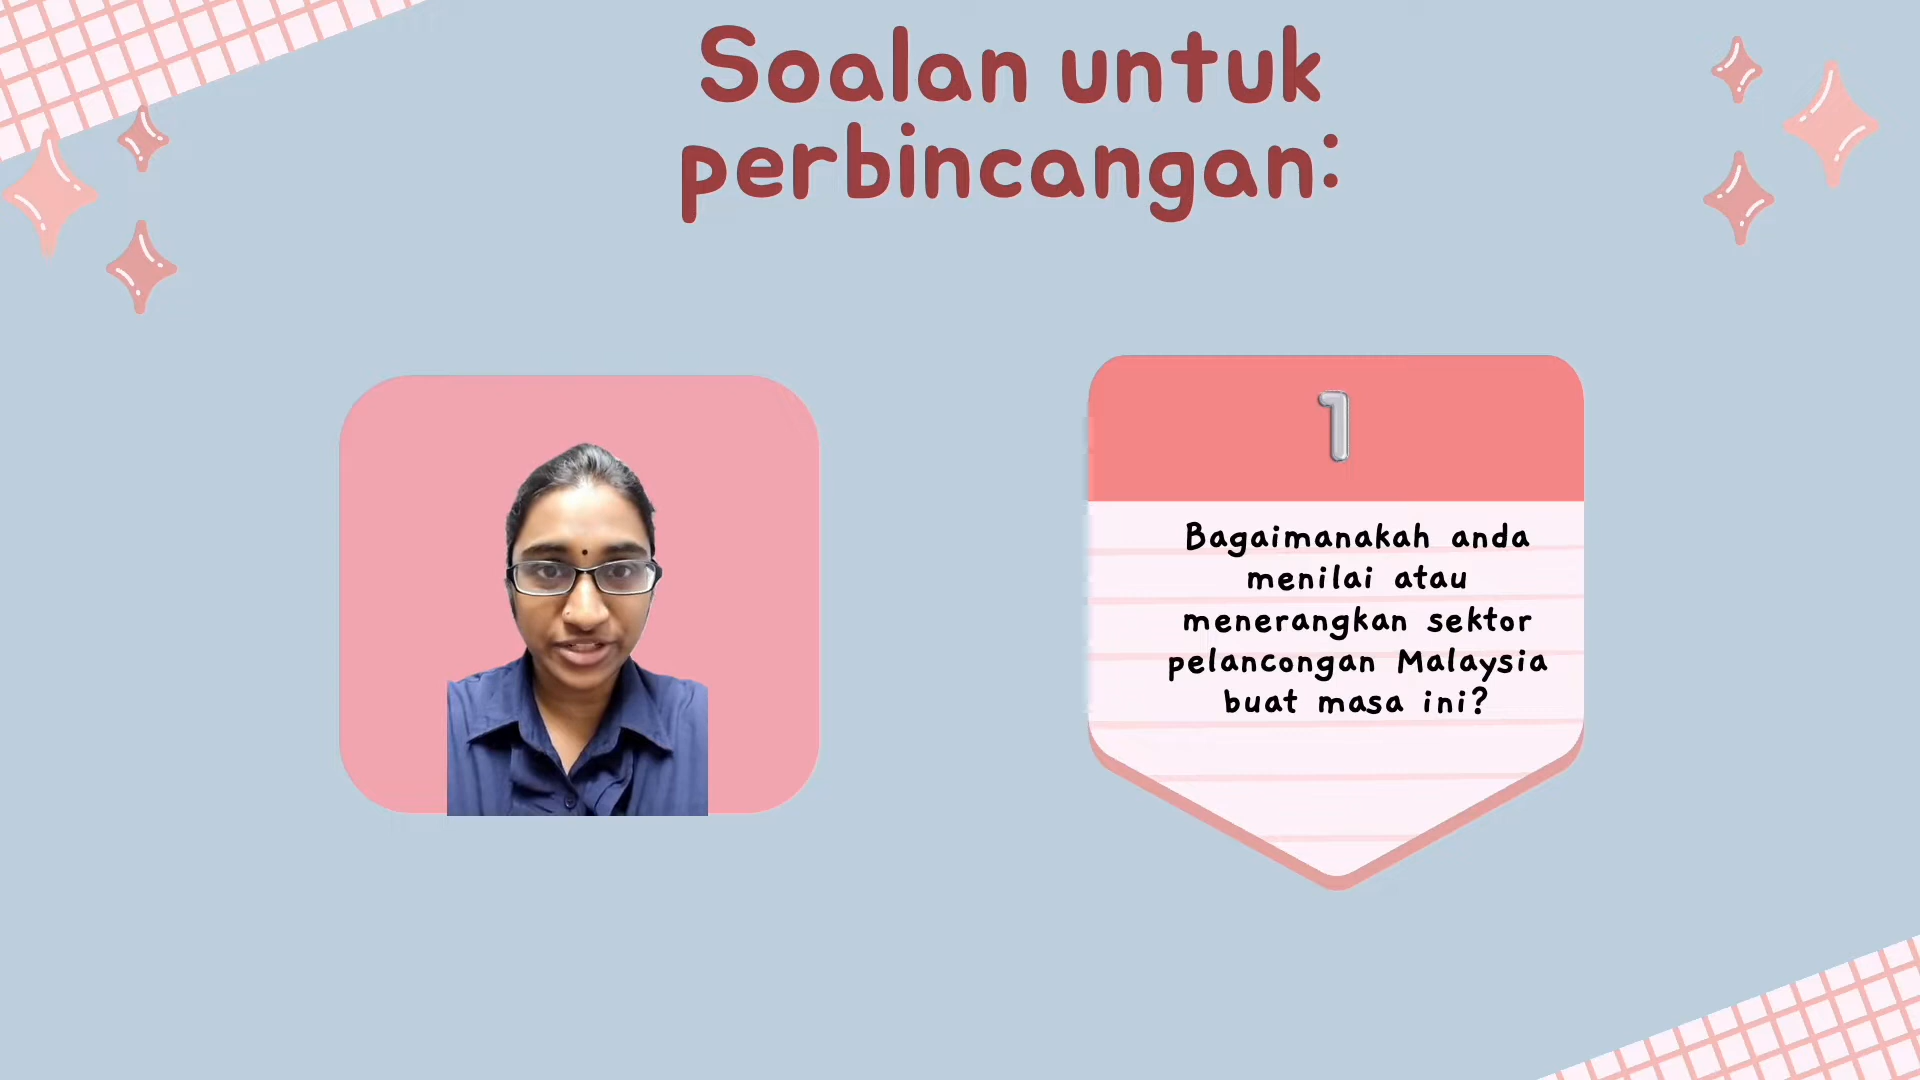 Soalan untuk
perbincangan:
1
Bagaimanakah anda
menilai atau
menerangkan sektor
pelancongan Malaysia
buat masa ini?